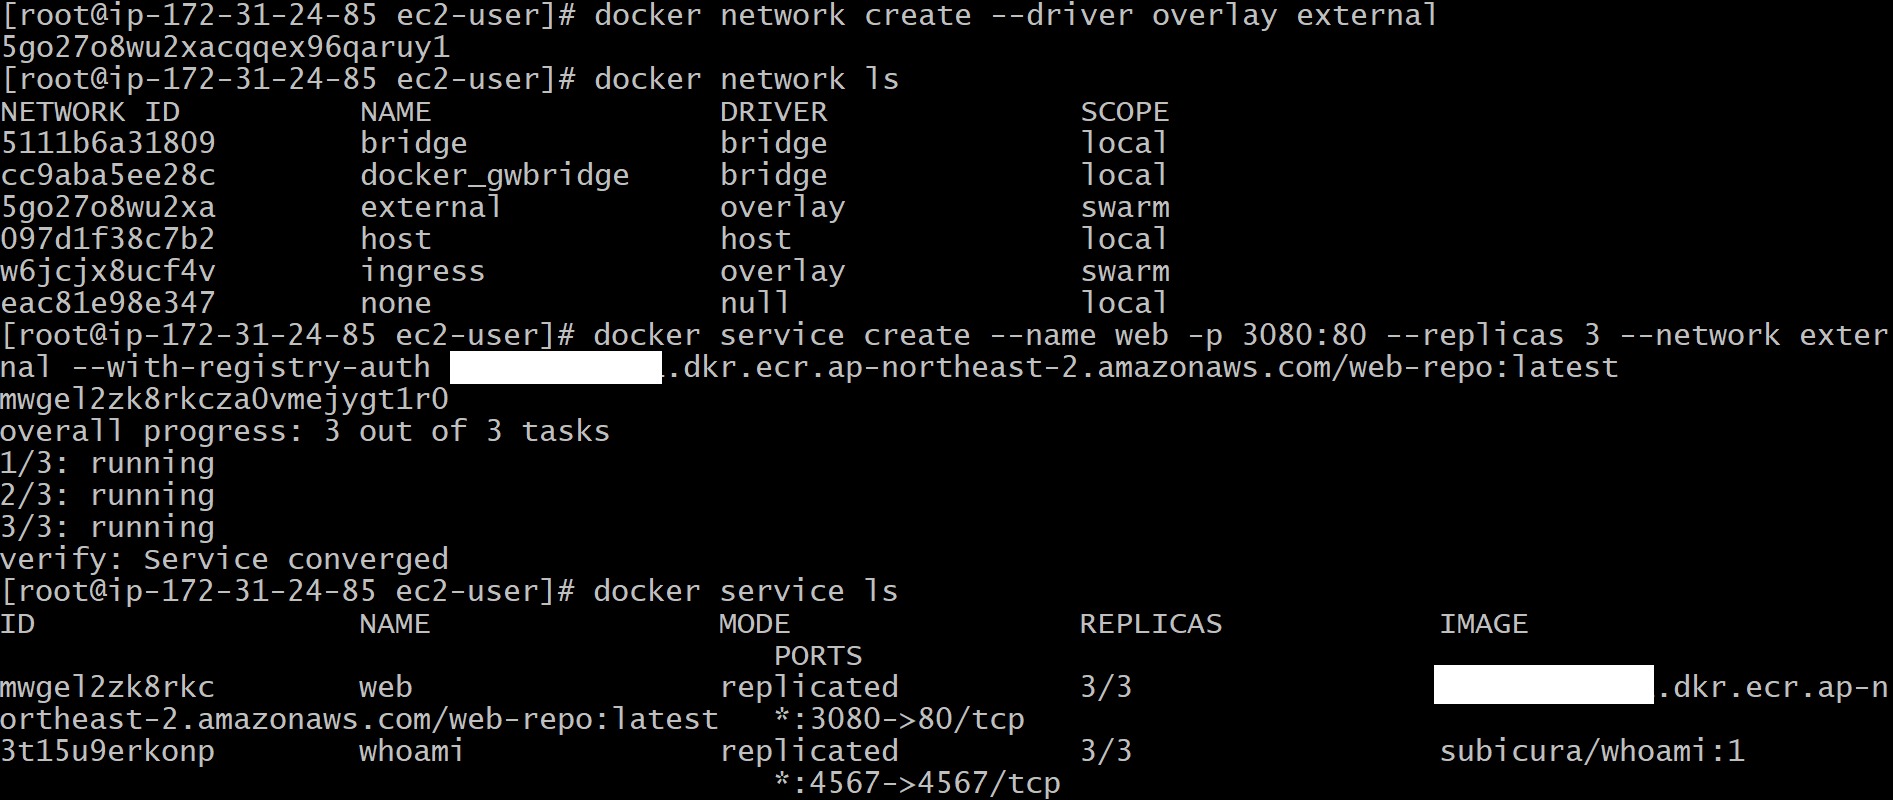 [root@ip-172-31-24-85 ec2-user]# docker network create --driver overlay external
5go27o8wu2xacqqex96qaruy1
[root@ip-172-31-24-85 ec2-user]# docker network ls
NETWORK ID NAME DRIVER SCOPE
5111b6a31809 bridge bridge local
cc9aba5ee28c docker_gwbridge bridge local
5go27o8wu2xa external overlay swarm
097d1f38c7b2 host host local
w6jcjx8ucf4v ingress overlay swarm
eac81e98e347 none null local
[root@ip-172-31-24-85 ec2-user]# docker service create --name web -p 3080:80 --replicas 3 --network exter
nal --with-registry-auth .dkr.ecr.ap-northeast-2.amazonaws.com/web-repo:latest
mwgel2zk8rkcza0vmejygt1r0
overall progress: 3 out of 3 tasks
1/3: running
2/3: running
3/3: running
verify: Service converged
[root@ip-172-31-24-85 ec2-user]# docker service ls
ID NAME MODE REPLICAS IMAGE
PORTS
mwgel2zk8rkc web replicated 3/3 .dkr.ecr.ap-n
ortheast-2.amazonaws.com/web-repo:latest *:3080->80/tcp
3t15u9erkonp whoami replicated 3/3 subicura/whoami:1
*:4567->4567/tcp